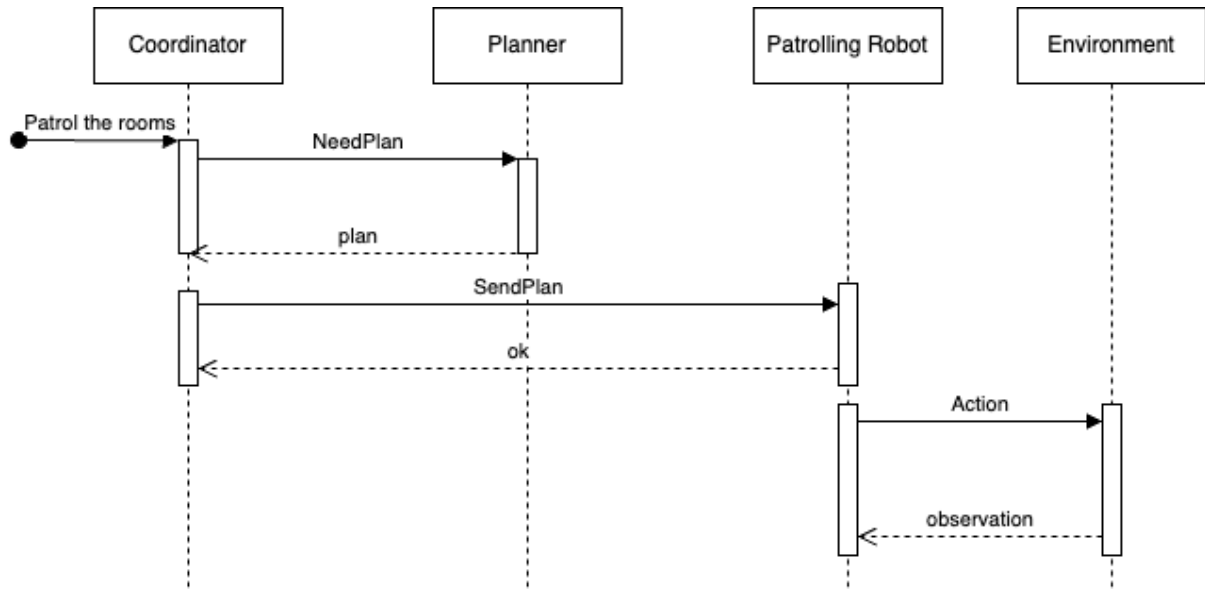 Coordinator
Planner
Patrolling Robot
Environment
Patrol the rooms
NeedPlan
plan
SendPlan
ok
Action
observation